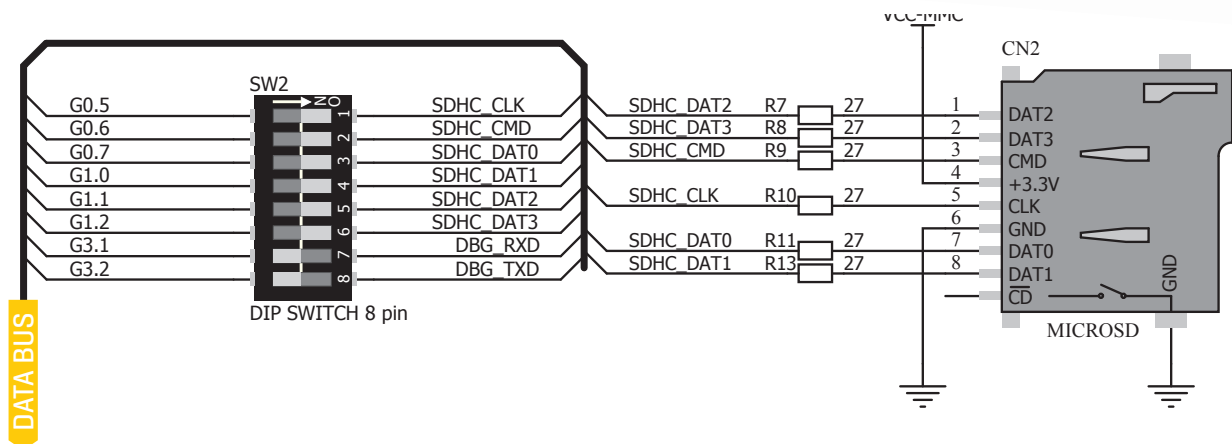 VCC-MMC
CN2
SW2
G0.5 SDHC_CLK
G0.6 SDHC_CMD
G0.7 SDHC_DAT0
G1.0 SDHC_DAT1
G1.1 SDHC_DAT2
G1.2 SDHC_DAT3
G3.1 DBG_RXD
G3.2 DBG_TXD
ON
1
2
3
4
5
6
7
8
DIP SWITCH 8 pin
DATA BUS
SDHC_DAT2 R7 27 1 DAT2
SDHC_DAT3 R8 27 2 DAT3
SDHC_CMD R9 27 3 CMD
4 +3.3V
SDHC_CLK R10 27 5 CLK
6 GND
SDHC_DAT0 R11 27 7 DAT0
SDHC_DAT1 R13 27 8 DAT1
CD
GND
MICROSD